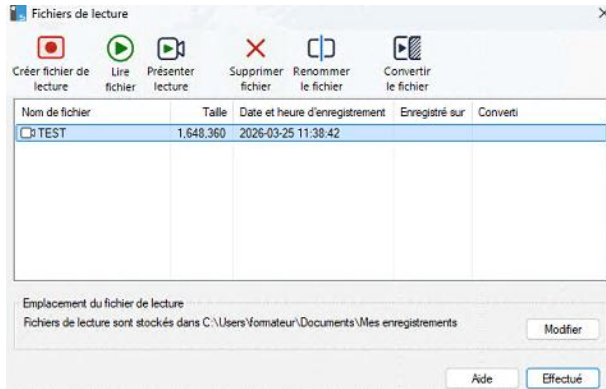 Fichiers de lecture
Créer fichier de lecture
Lire fichier
Présenter lecture
Supprimer fichier
Renommer le fichier
Convertir le fichier
Nom de fichier Taille Date et heure d'enregistrement Enregistré sur Converti
TEST 1,648,360 2026-03-25 11:38:42
Emplacement du fichier de lecture
Fichiers de lecture sont stockés dans C:\Users\formateur\Documents\Mes enregistrements
Modifier
Aide Effectué